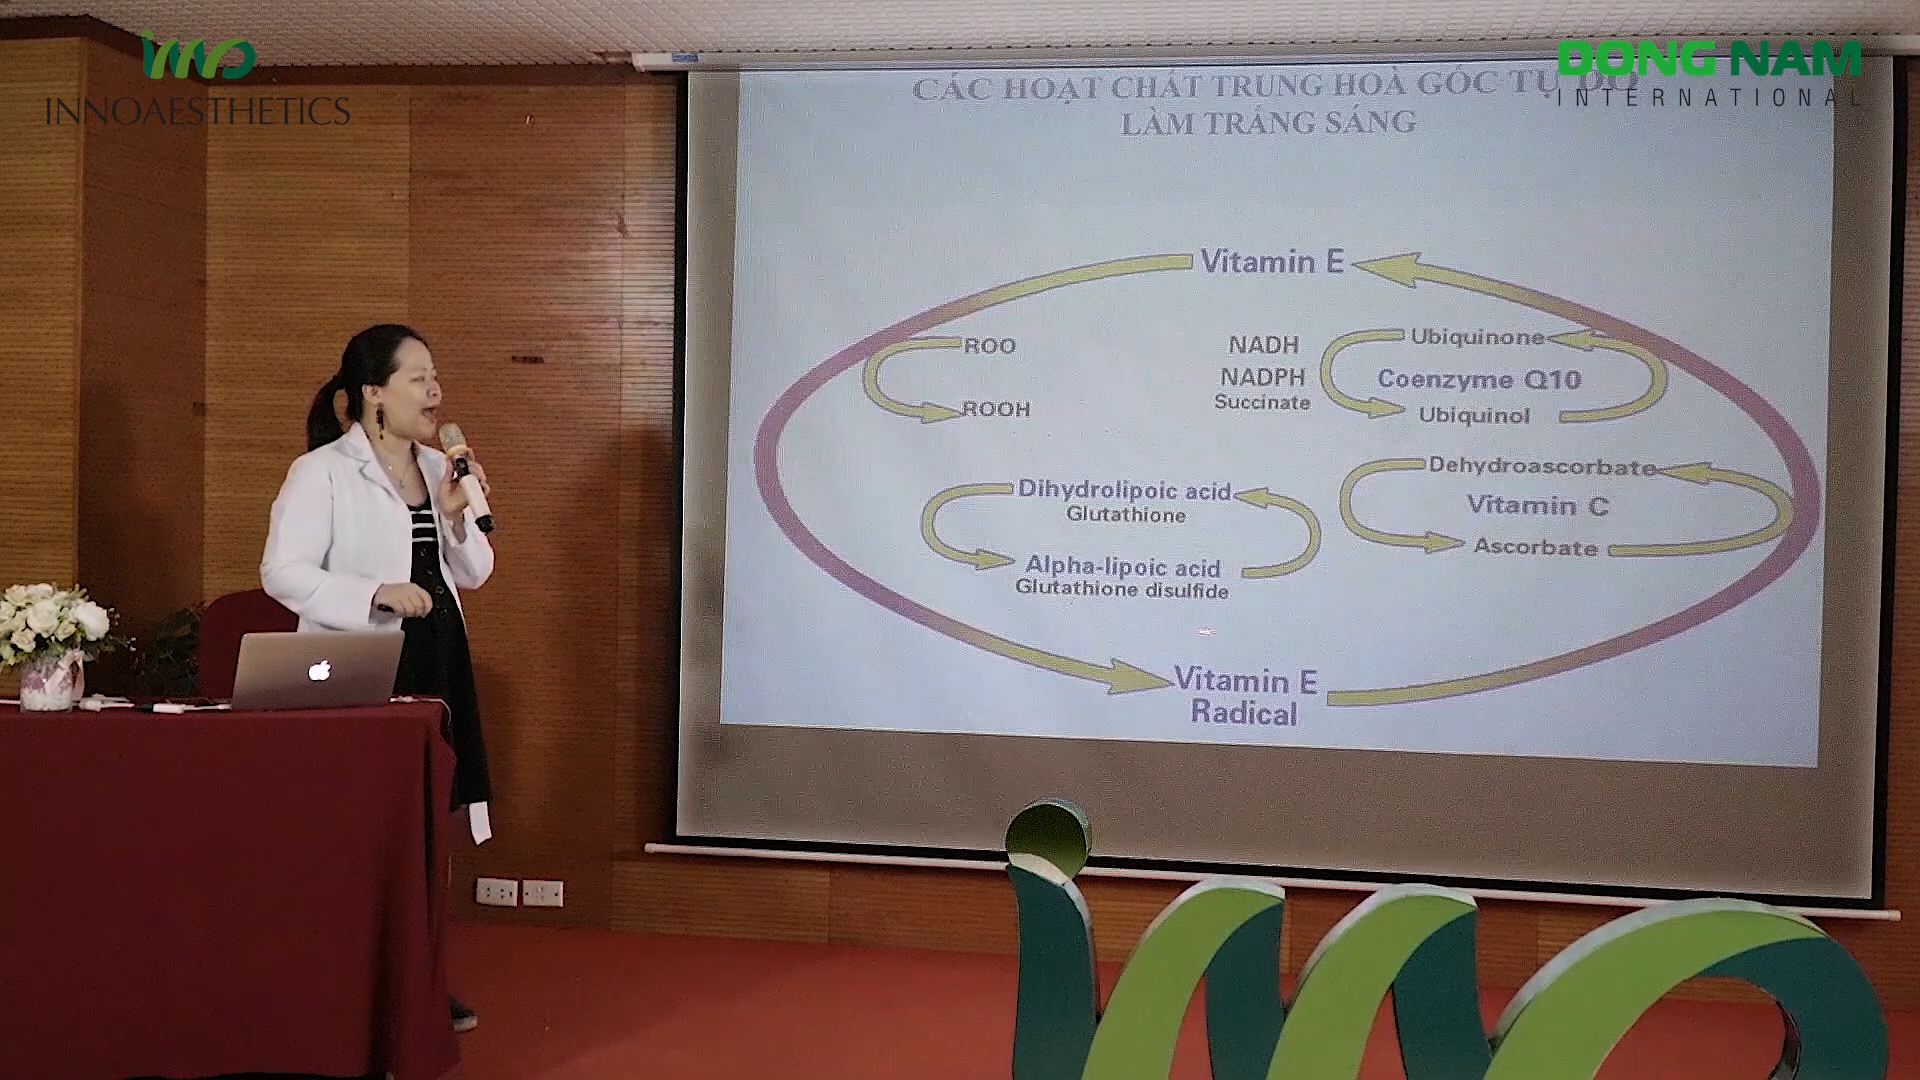 INNOAESTHETICS
DONG NAM
INTERNATIONAL
CÁC HOẠT CHẤT TRUNG HOÀ GỐC TỰ DO
LÀM TRẮNG SÁNG
Vitamin E
ROO
ROOH
NADH
NADPH
Succinate
Ubiquinone
Coenzyme Q10
Ubiquinol
Dehydroascorbate
Vitamin C
Ascorbate
Dihydrolipoic acid
Glutathione
Alpha-lipoic acid
Glutathione disulfide
Vitamin E
Radical